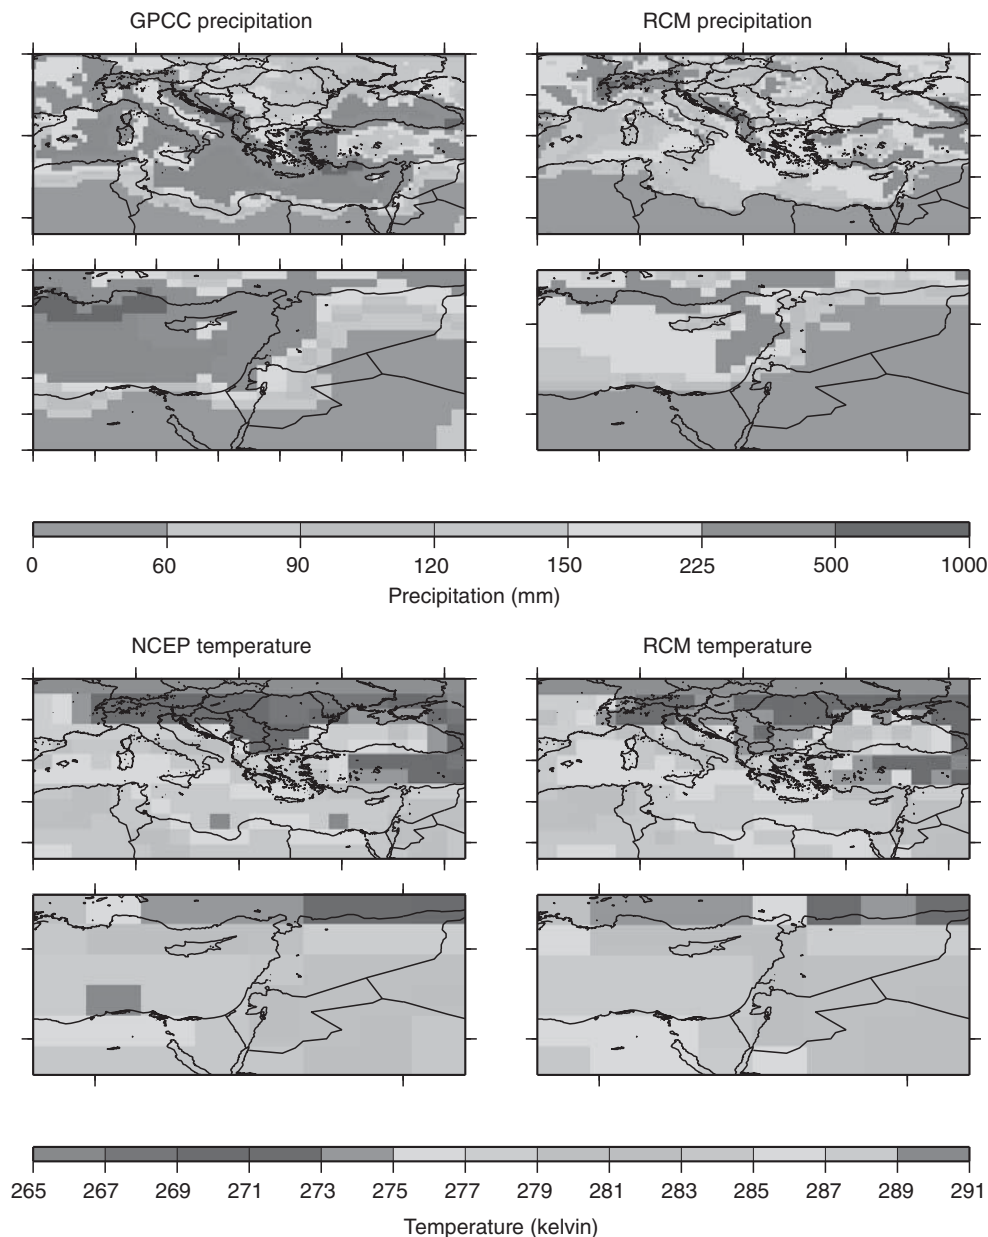 GPCC precipitation RCM precipitation
0 60 90 120 150 225 500 1000
Precipitation (mm)
NCEP temperature RCM temperature
265 267 269 271 273 275 277 279 281 283 285 287 289 291
Temperature (kelvin)